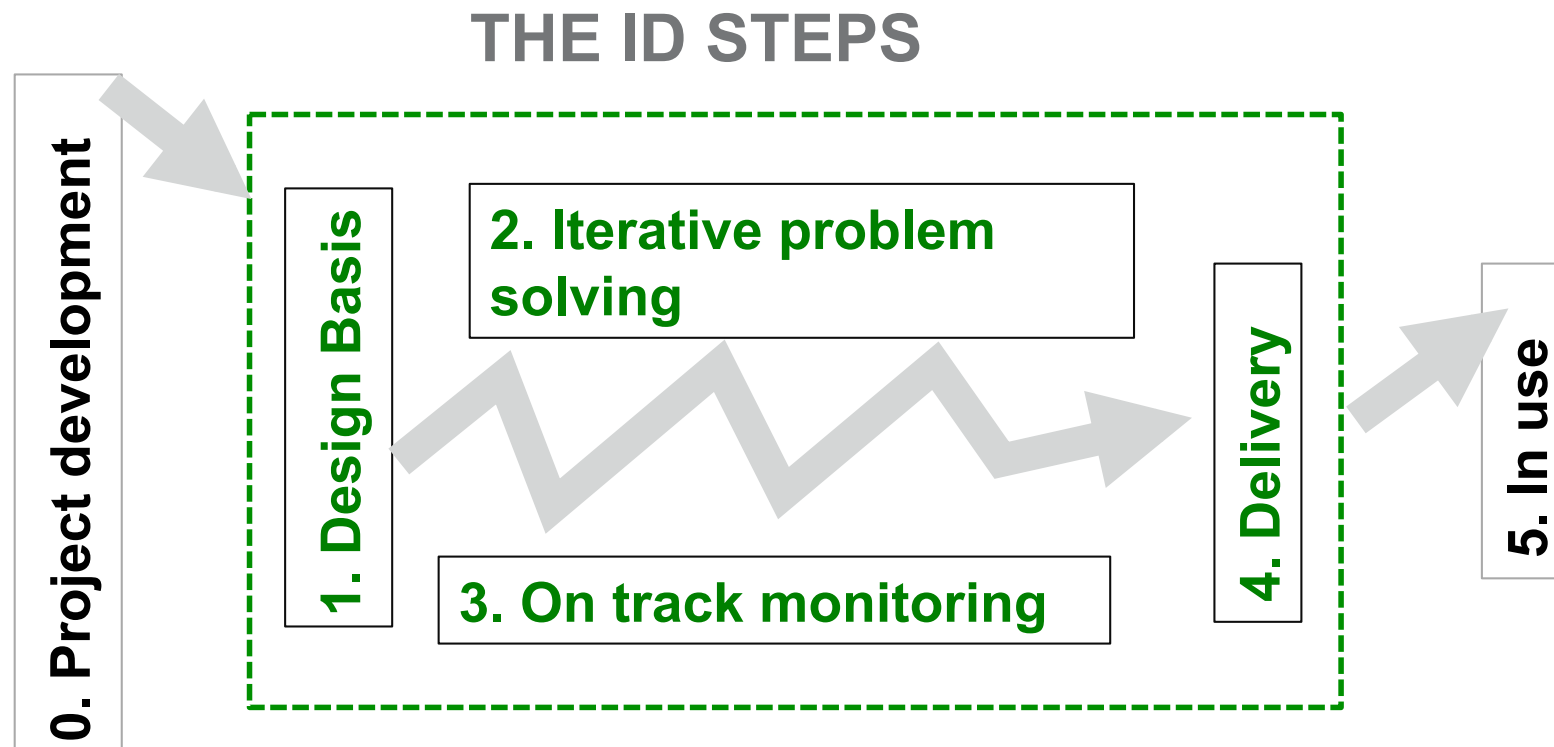 THE ID STEPS
0. Project development
1. Design Basis
2. Iterative problem
solving
3. On track monitoring
4. Delivery
5. In use